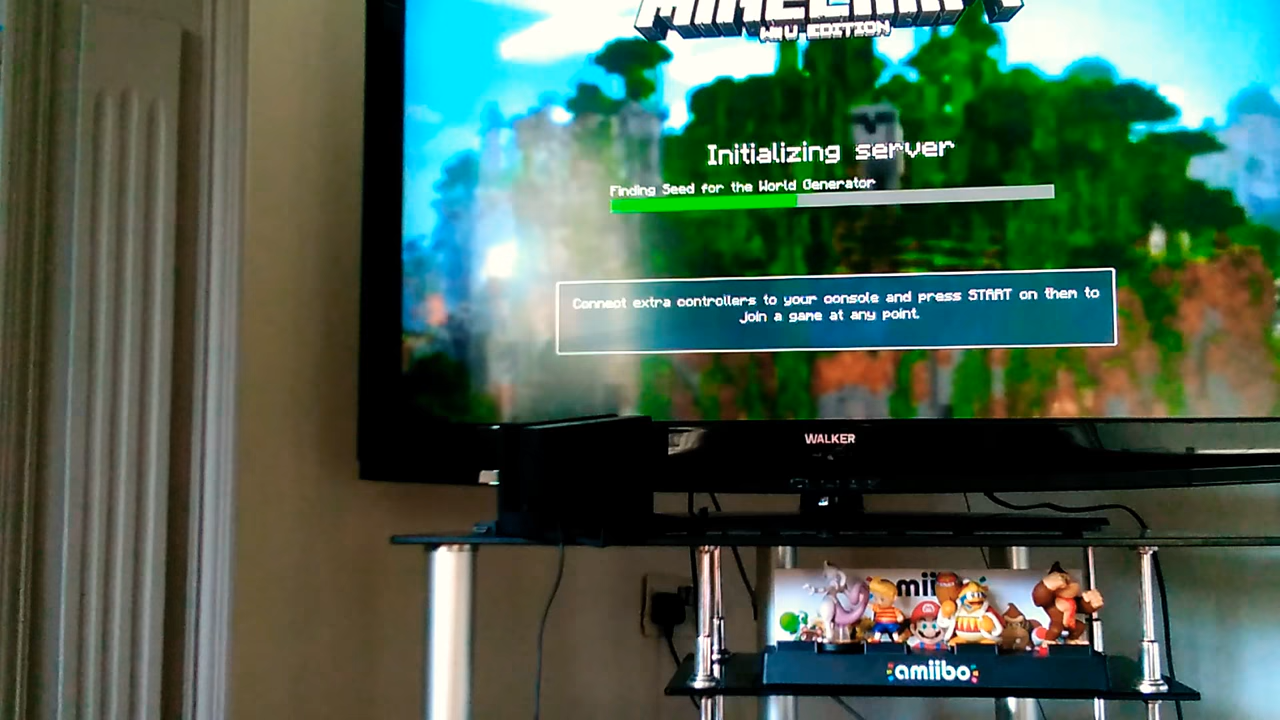 MINECRAFT
WII U EDITION
Initializing server
Finding Seed for the World Generator
Connect extra controllers to your console and press START on them to
join a game at any point.
WALKER
amiibo